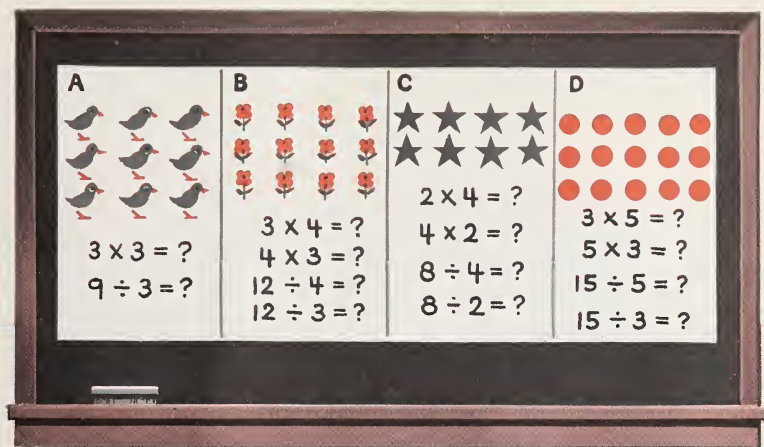 A
3 × 3 = ?
9 ÷ 3 = ?
B
3 × 4 = ?
4 × 3 = ?
12 ÷ 4 = ?
12 ÷ 3 = ?
C
2 × 4 = ?
4 × 2 = ?
8 ÷ 4 = ?
8 ÷ 2 = ?
D
3 × 5 = ?
5 × 3 = ?
15 ÷ 5 = ?
15 ÷ 3 = ?